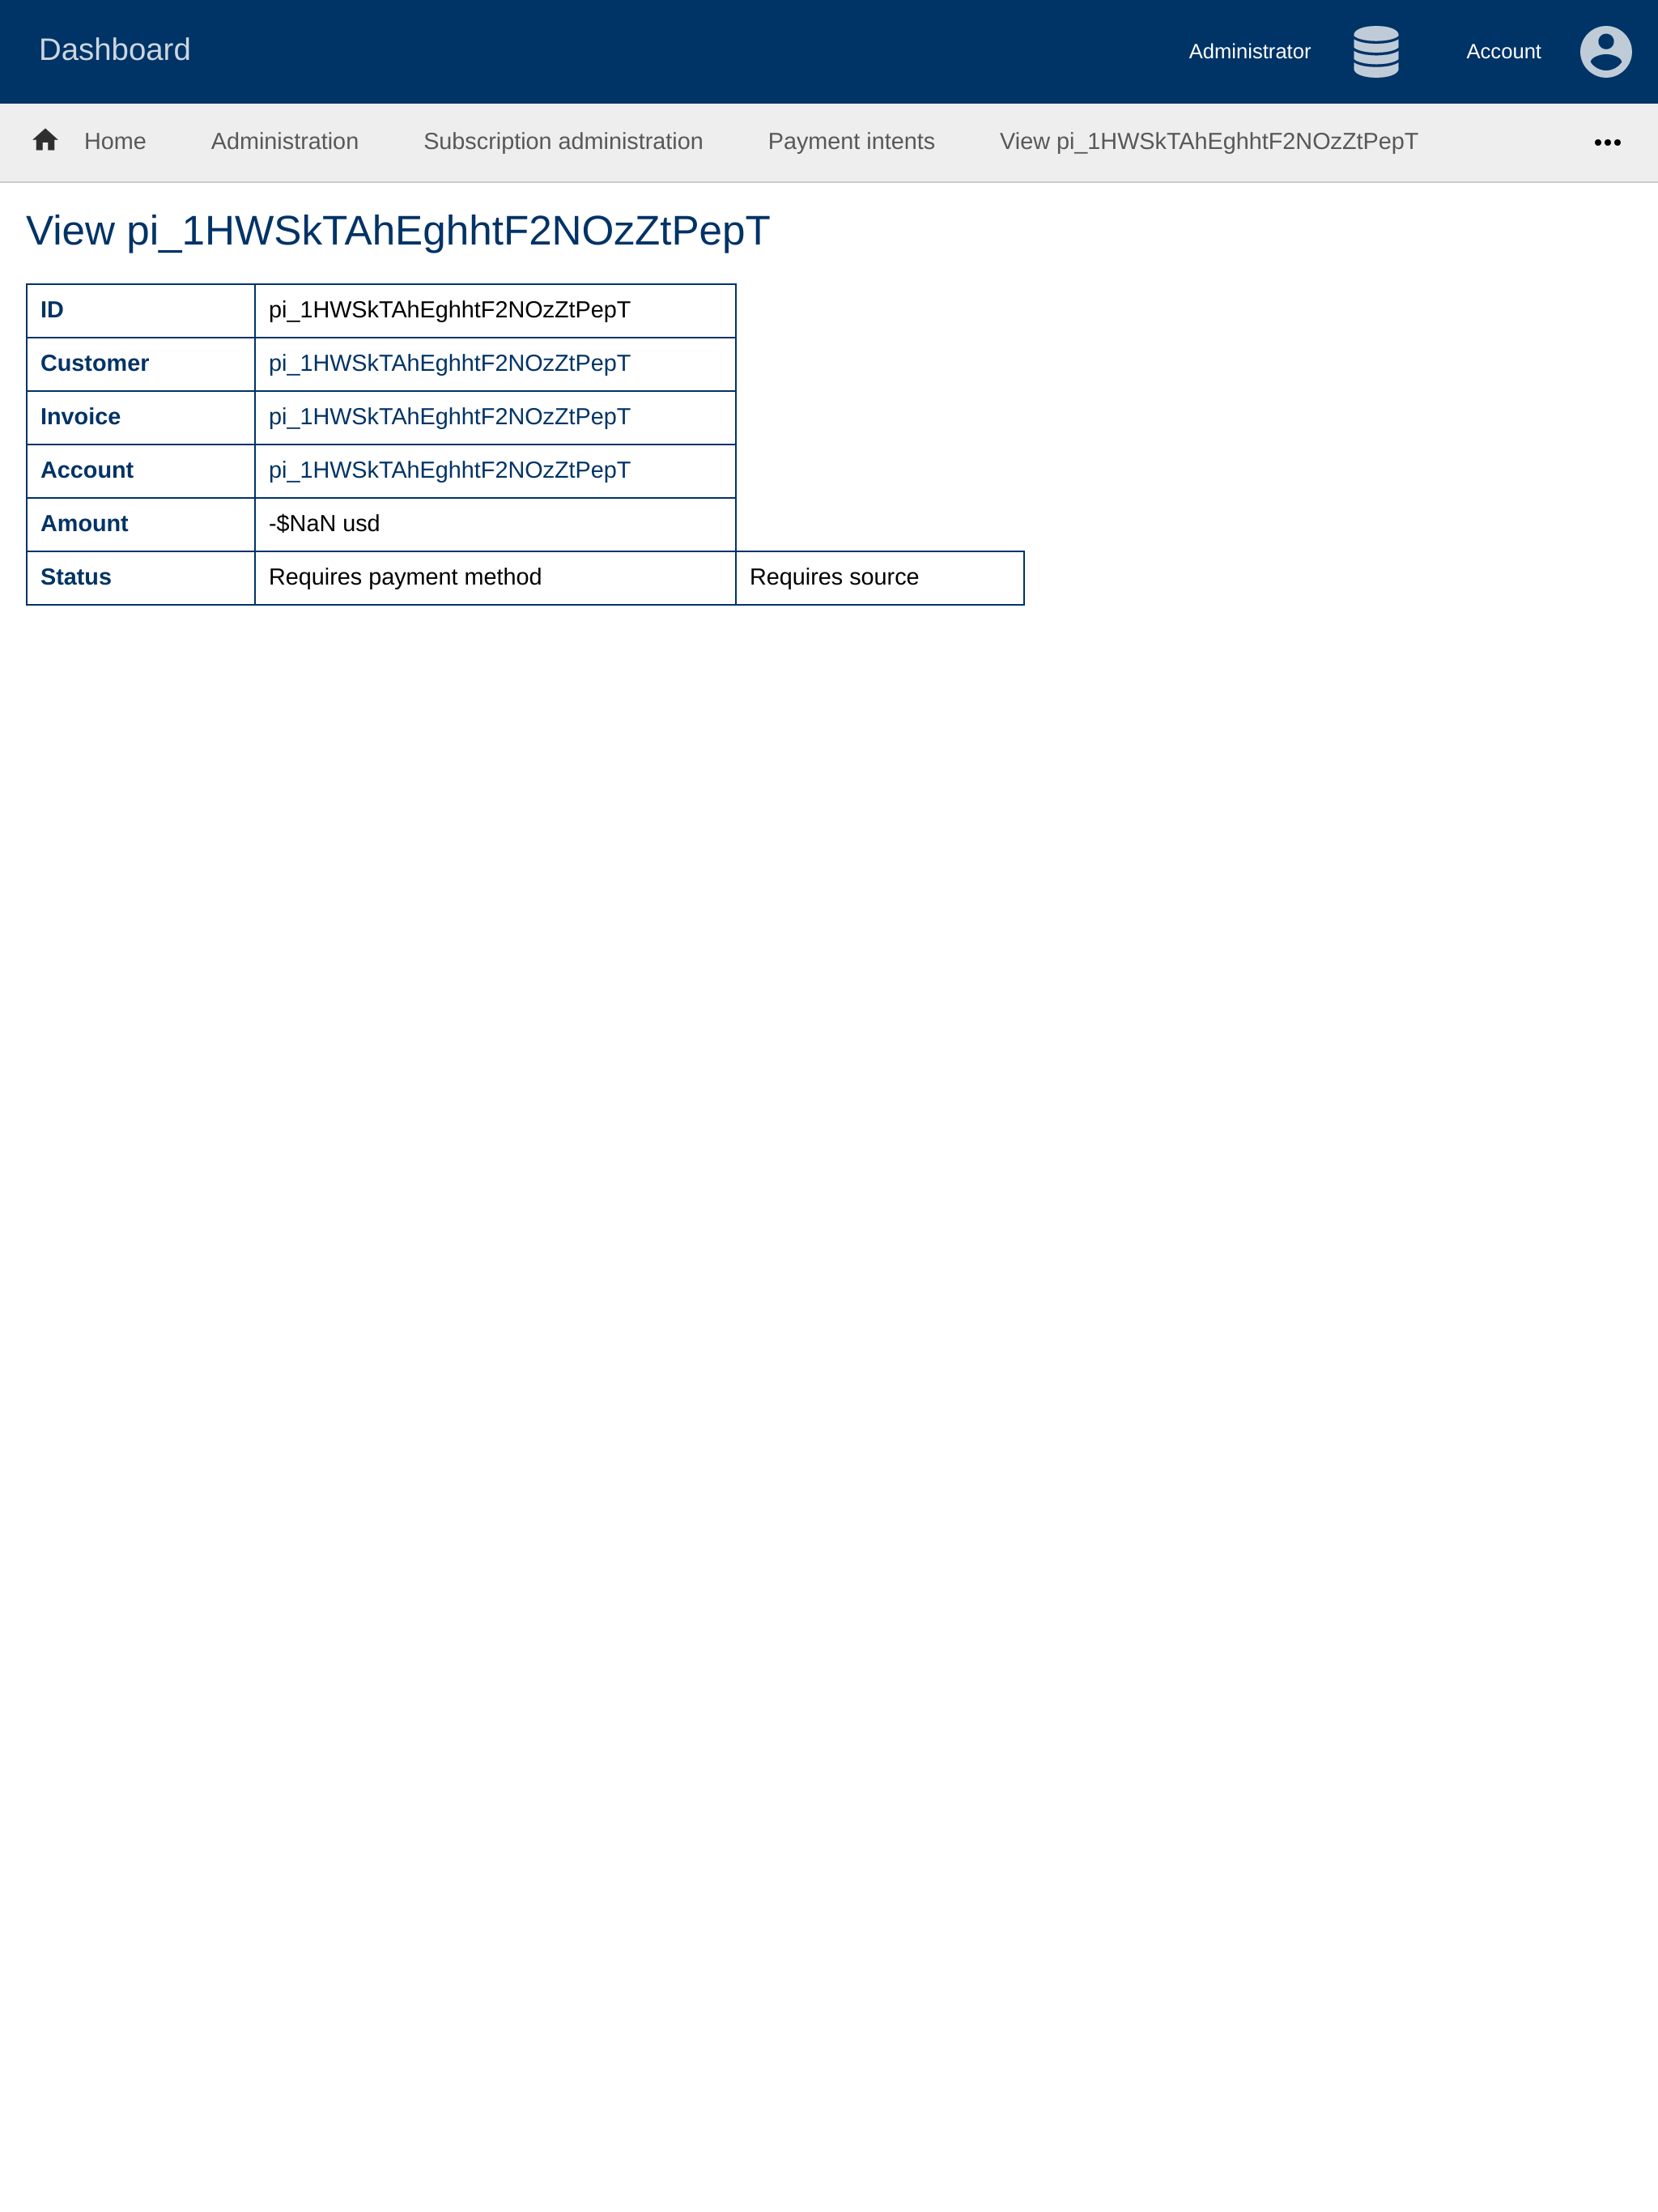 Dashboard Administrator Account
Home Administration Subscription administration Payment intents View pi_1HWSkTAhEghhtF2NOzZtPepT
View pi_1HWSkTAhEghhtF2NOzZtPepT
ID pi_1HWSkTAhEghhtF2NOzZtPepT
Customer pi_1HWSkTAhEghhtF2NOzZtPepT
Invoice pi_1HWSkTAhEghhtF2NOzZtPepT
Account pi_1HWSkTAhEghhtF2NOzZtPepT
Amount -$NaN usd
Status Requires payment method Requires source